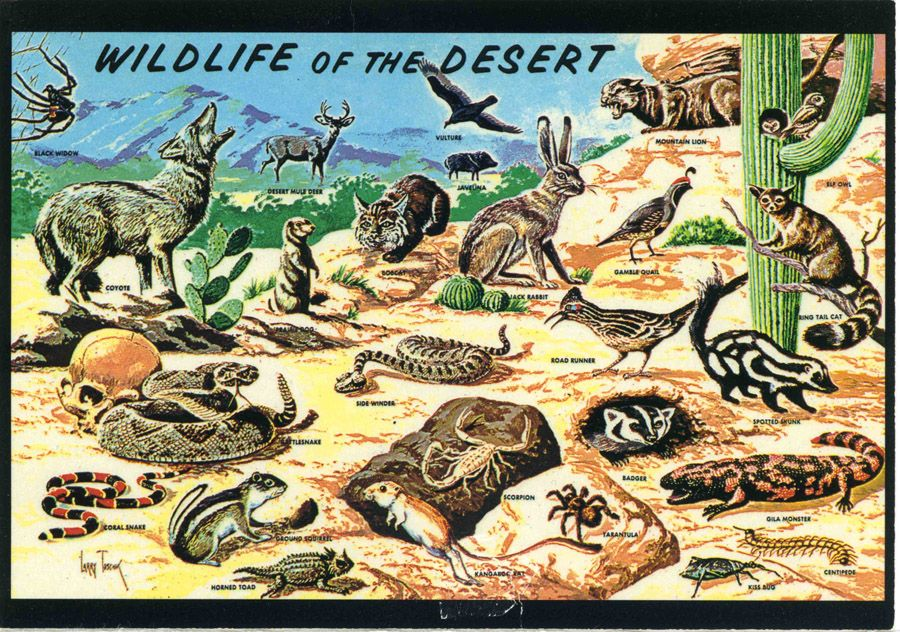 WILDLIFE OF THE DESERT
BLACK WIDOW
VULTURE
MOUNTAIN LION
DESERT MULE DEER
JAVELINA
ELF OWL
COYOTE
BOBCAT
GAMBLE QUAIL
JACK RABBIT
PRAIRIE DOG
RING TAIL CAT
ROAD RUNNER
SIDE WINDER
SPOTTED SKUNK
RATTLESNAKE
BADGER
SCORPION
GILA MONSTER
CORAL SNAKE
GROUND SQUIRREL
TARANTULA
KANGAROO RAT
CENTIPEDE
HORNED TOAD
KISS BUG